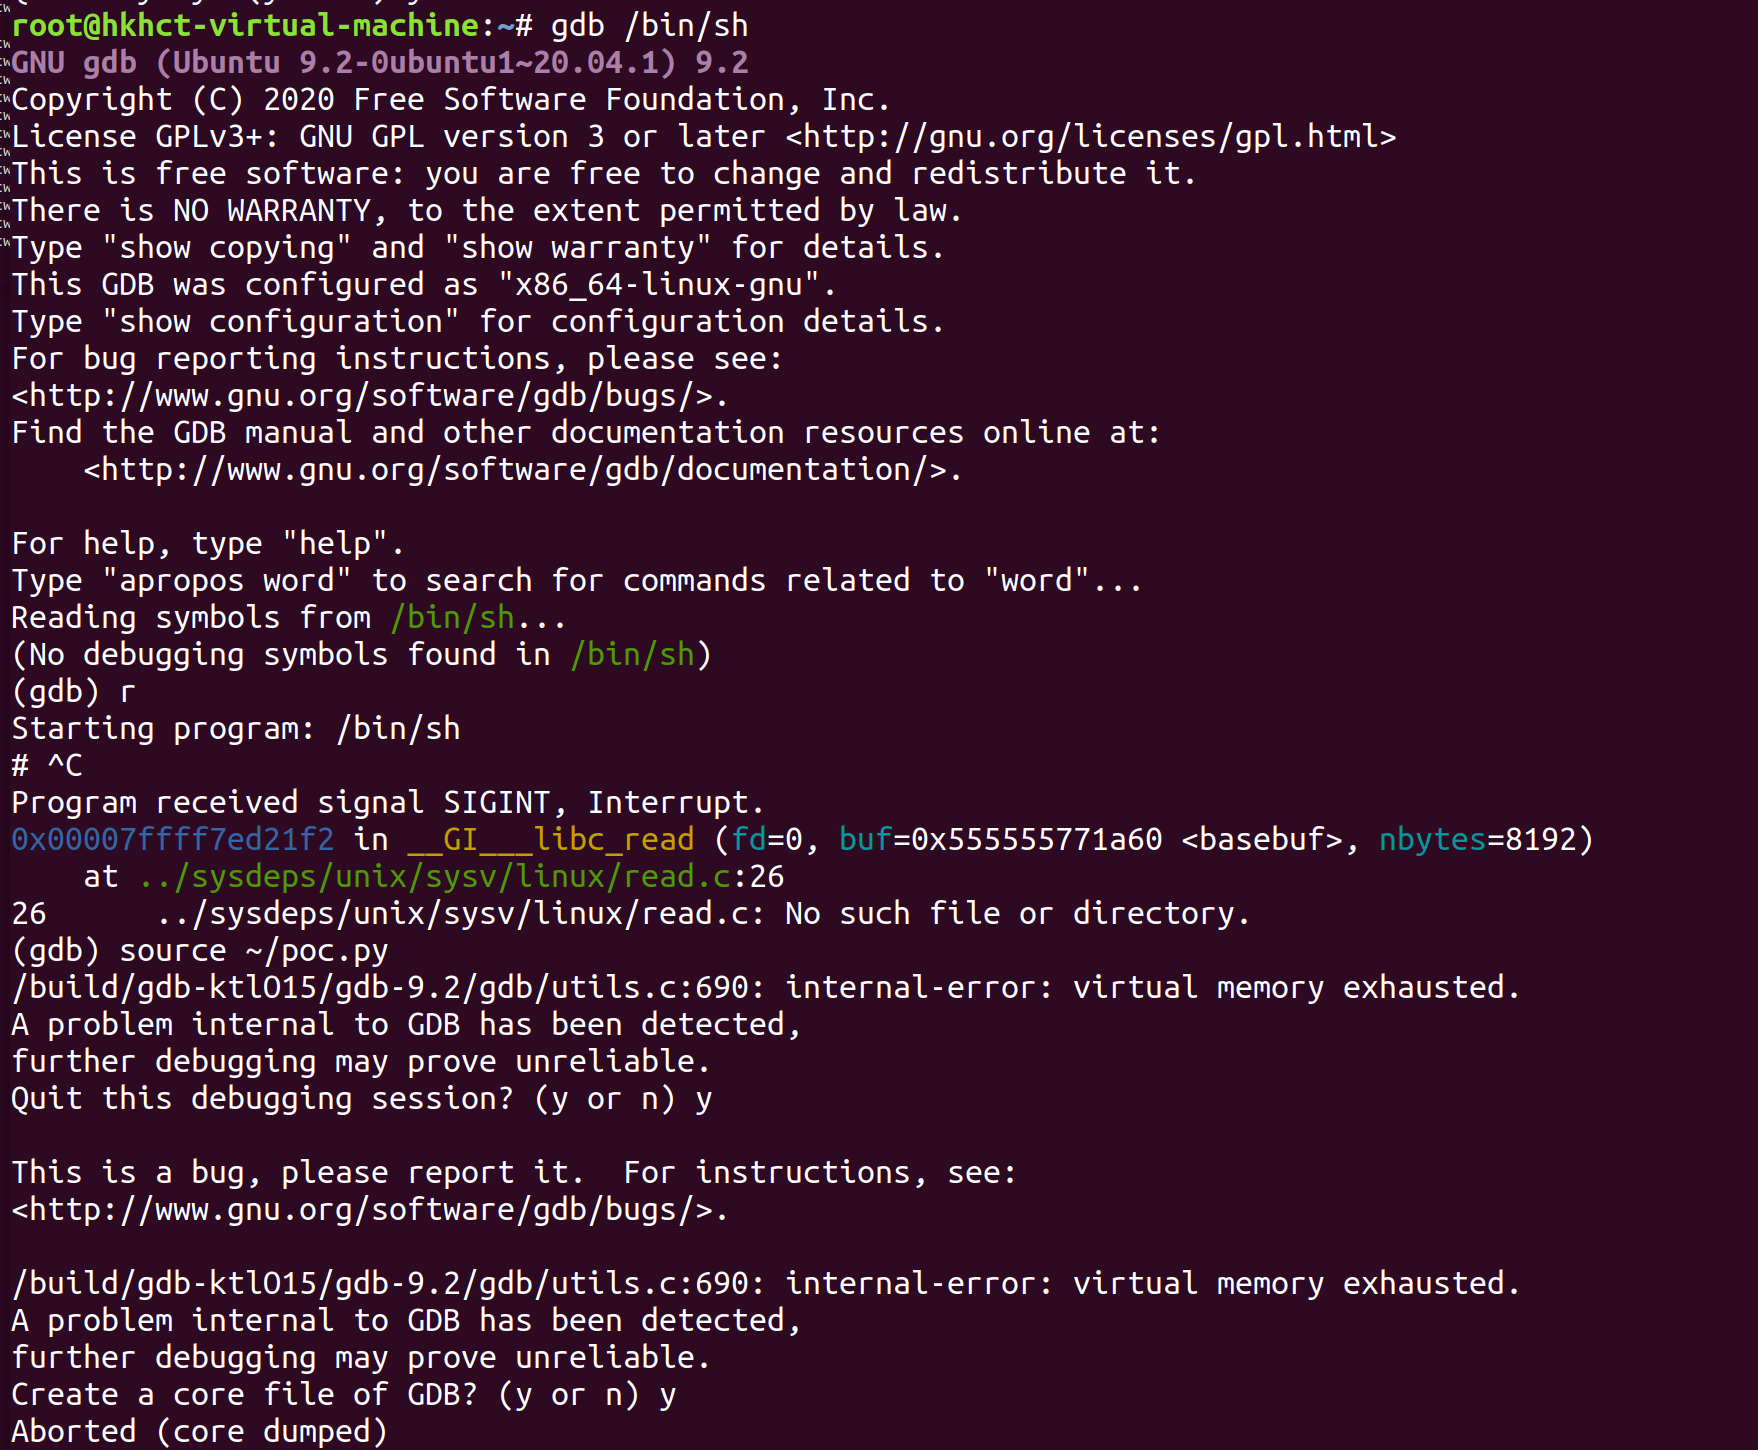 root@hkhct-virtual-machine:~# gdb /bin/sh
GNU gdb (Ubuntu 9.2-0ubuntu1~20.04.1) 9.2
Copyright (C) 2020 Free Software Foundation, Inc.
License GPLv3+: GNU GPL version 3 or later <http://gnu.org/licenses/gpl.html>
This is free software: you are free to change and redistribute it.
There is NO WARRANTY, to the extent permitted by law.
Type "show copying" and "show warranty" for details.
This GDB was configured as "x86_64-linux-gnu".
Type "show configuration" for configuration details.
For bug reporting instructions, please see:
<http://www.gnu.org/software/gdb/bugs/>.
Find the GDB manual and other documentation resources online at:
    <http://www.gnu.org/software/gdb/documentation/>.

For help, type "help".
Type "apropos word" to search for commands related to "word"...
Reading symbols from /bin/sh...
(No debugging symbols found in /bin/sh)
(gdb) r
Starting program: /bin/sh
# ^C
Program received signal SIGINT, Interrupt.
0x00007ffff7ed21f2 in __GI___libc_read (fd=0, buf=0x555555771a60 <basebuf>, nbytes=8192)
    at ../sysdeps/unix/sysv/linux/read.c:26
26      ../sysdeps/unix/sysv/linux/read.c: No such file or directory.
(gdb) source ~/poc.py
/build/gdb-ktlO15/gdb-9.2/gdb/utils.c:690: internal-error: virtual memory exhausted.
A problem internal to GDB has been detected,
further debugging may prove unreliable.
Quit this debugging session? (y or n) y

This is a bug, please report it.  For instructions, see:
<http://www.gnu.org/software/gdb/bugs/>.

/build/gdb-ktlO15/gdb-9.2/gdb/utils.c:690: internal-error: virtual memory exhausted.
A problem internal to GDB has been detected,
further debugging may prove unreliable.
Create a core file of GDB? (y or n) y
Aborted (core dumped)